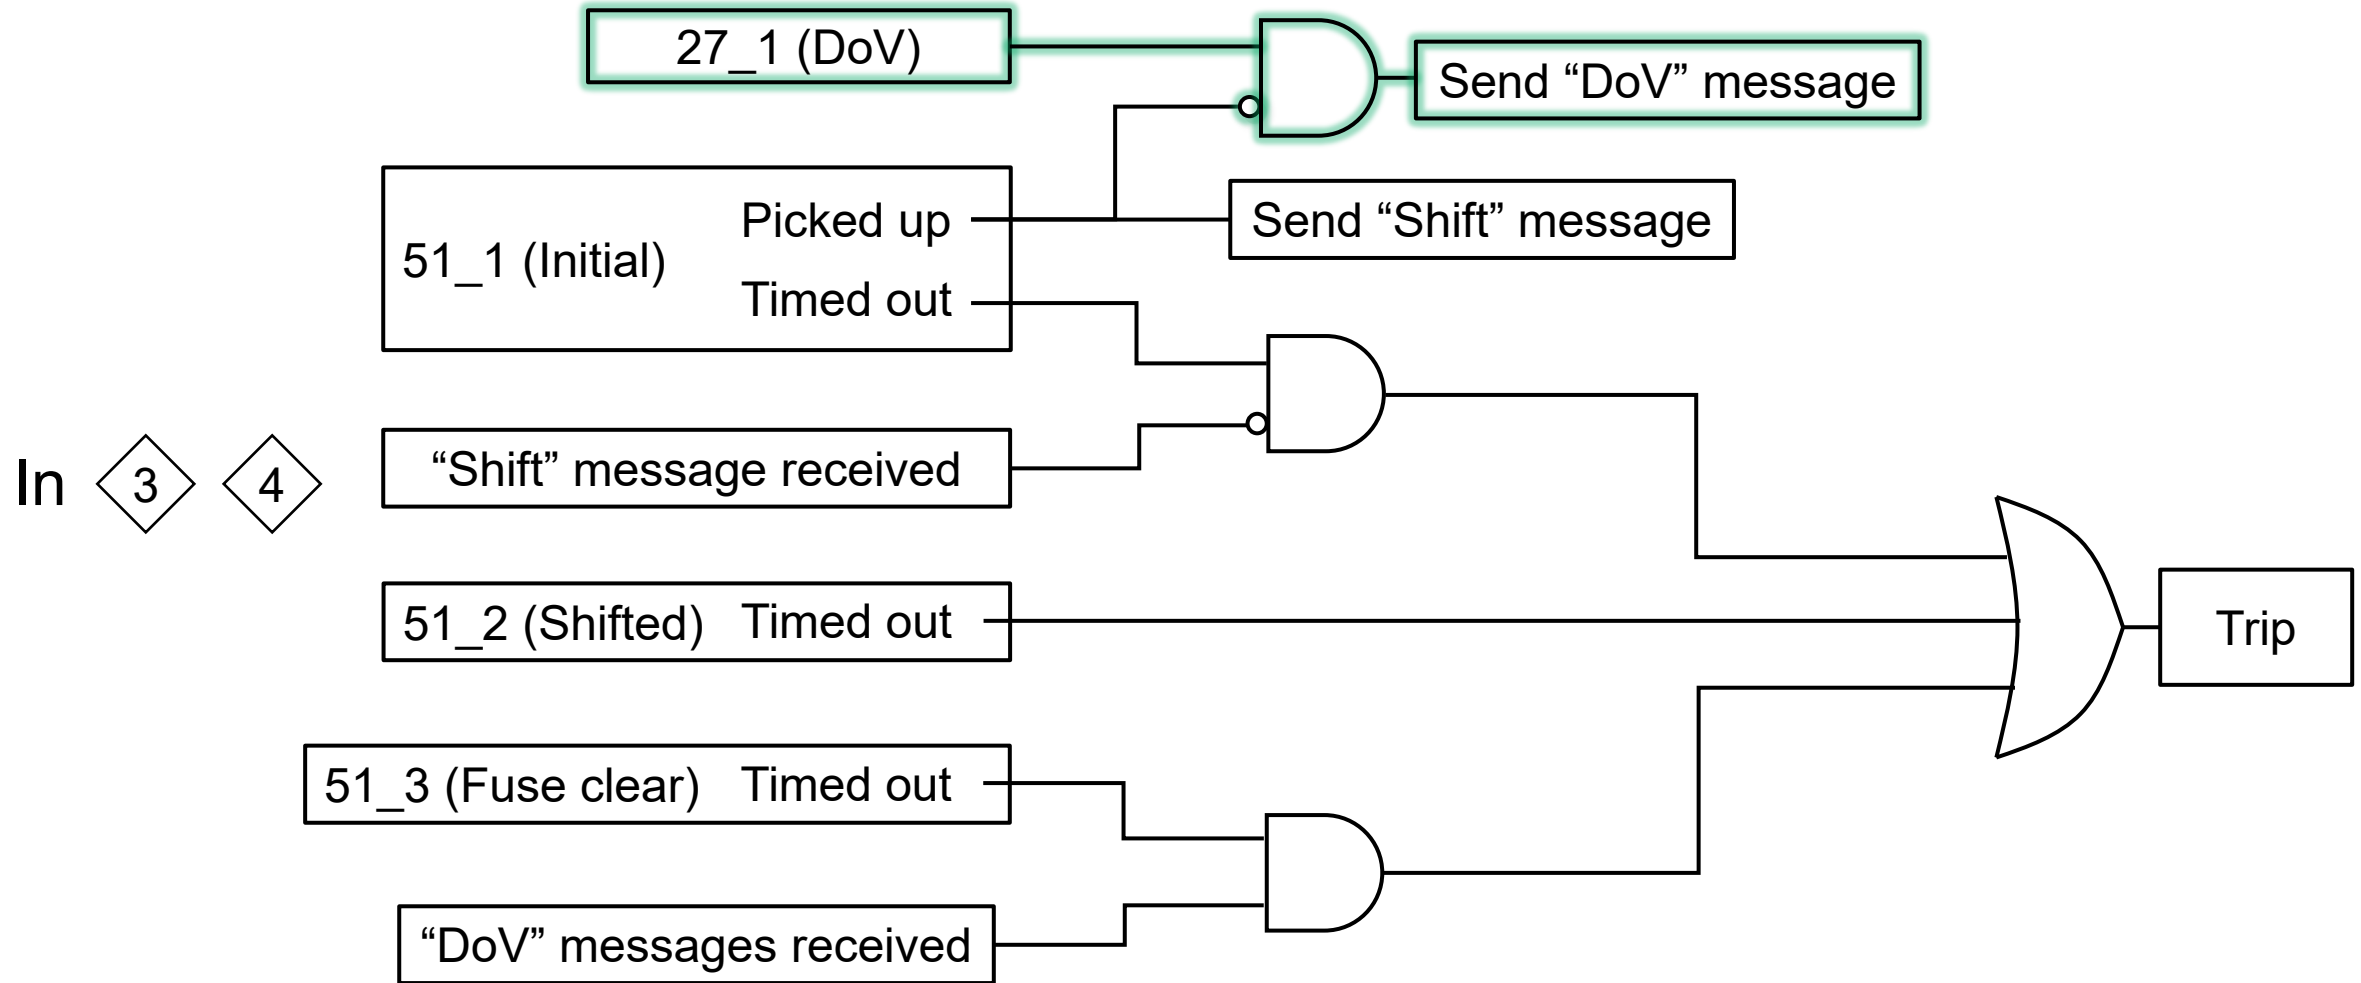 27_1 (DoV)
Send “DoV” message
Picked up
Send “Shift” message
51_1 (Initial)
Timed out
“Shift” message received
In 3 4
51_2 (Shifted) Timed out
Trip
51_3 (Fuse clear) Timed out
“DoV” messages received